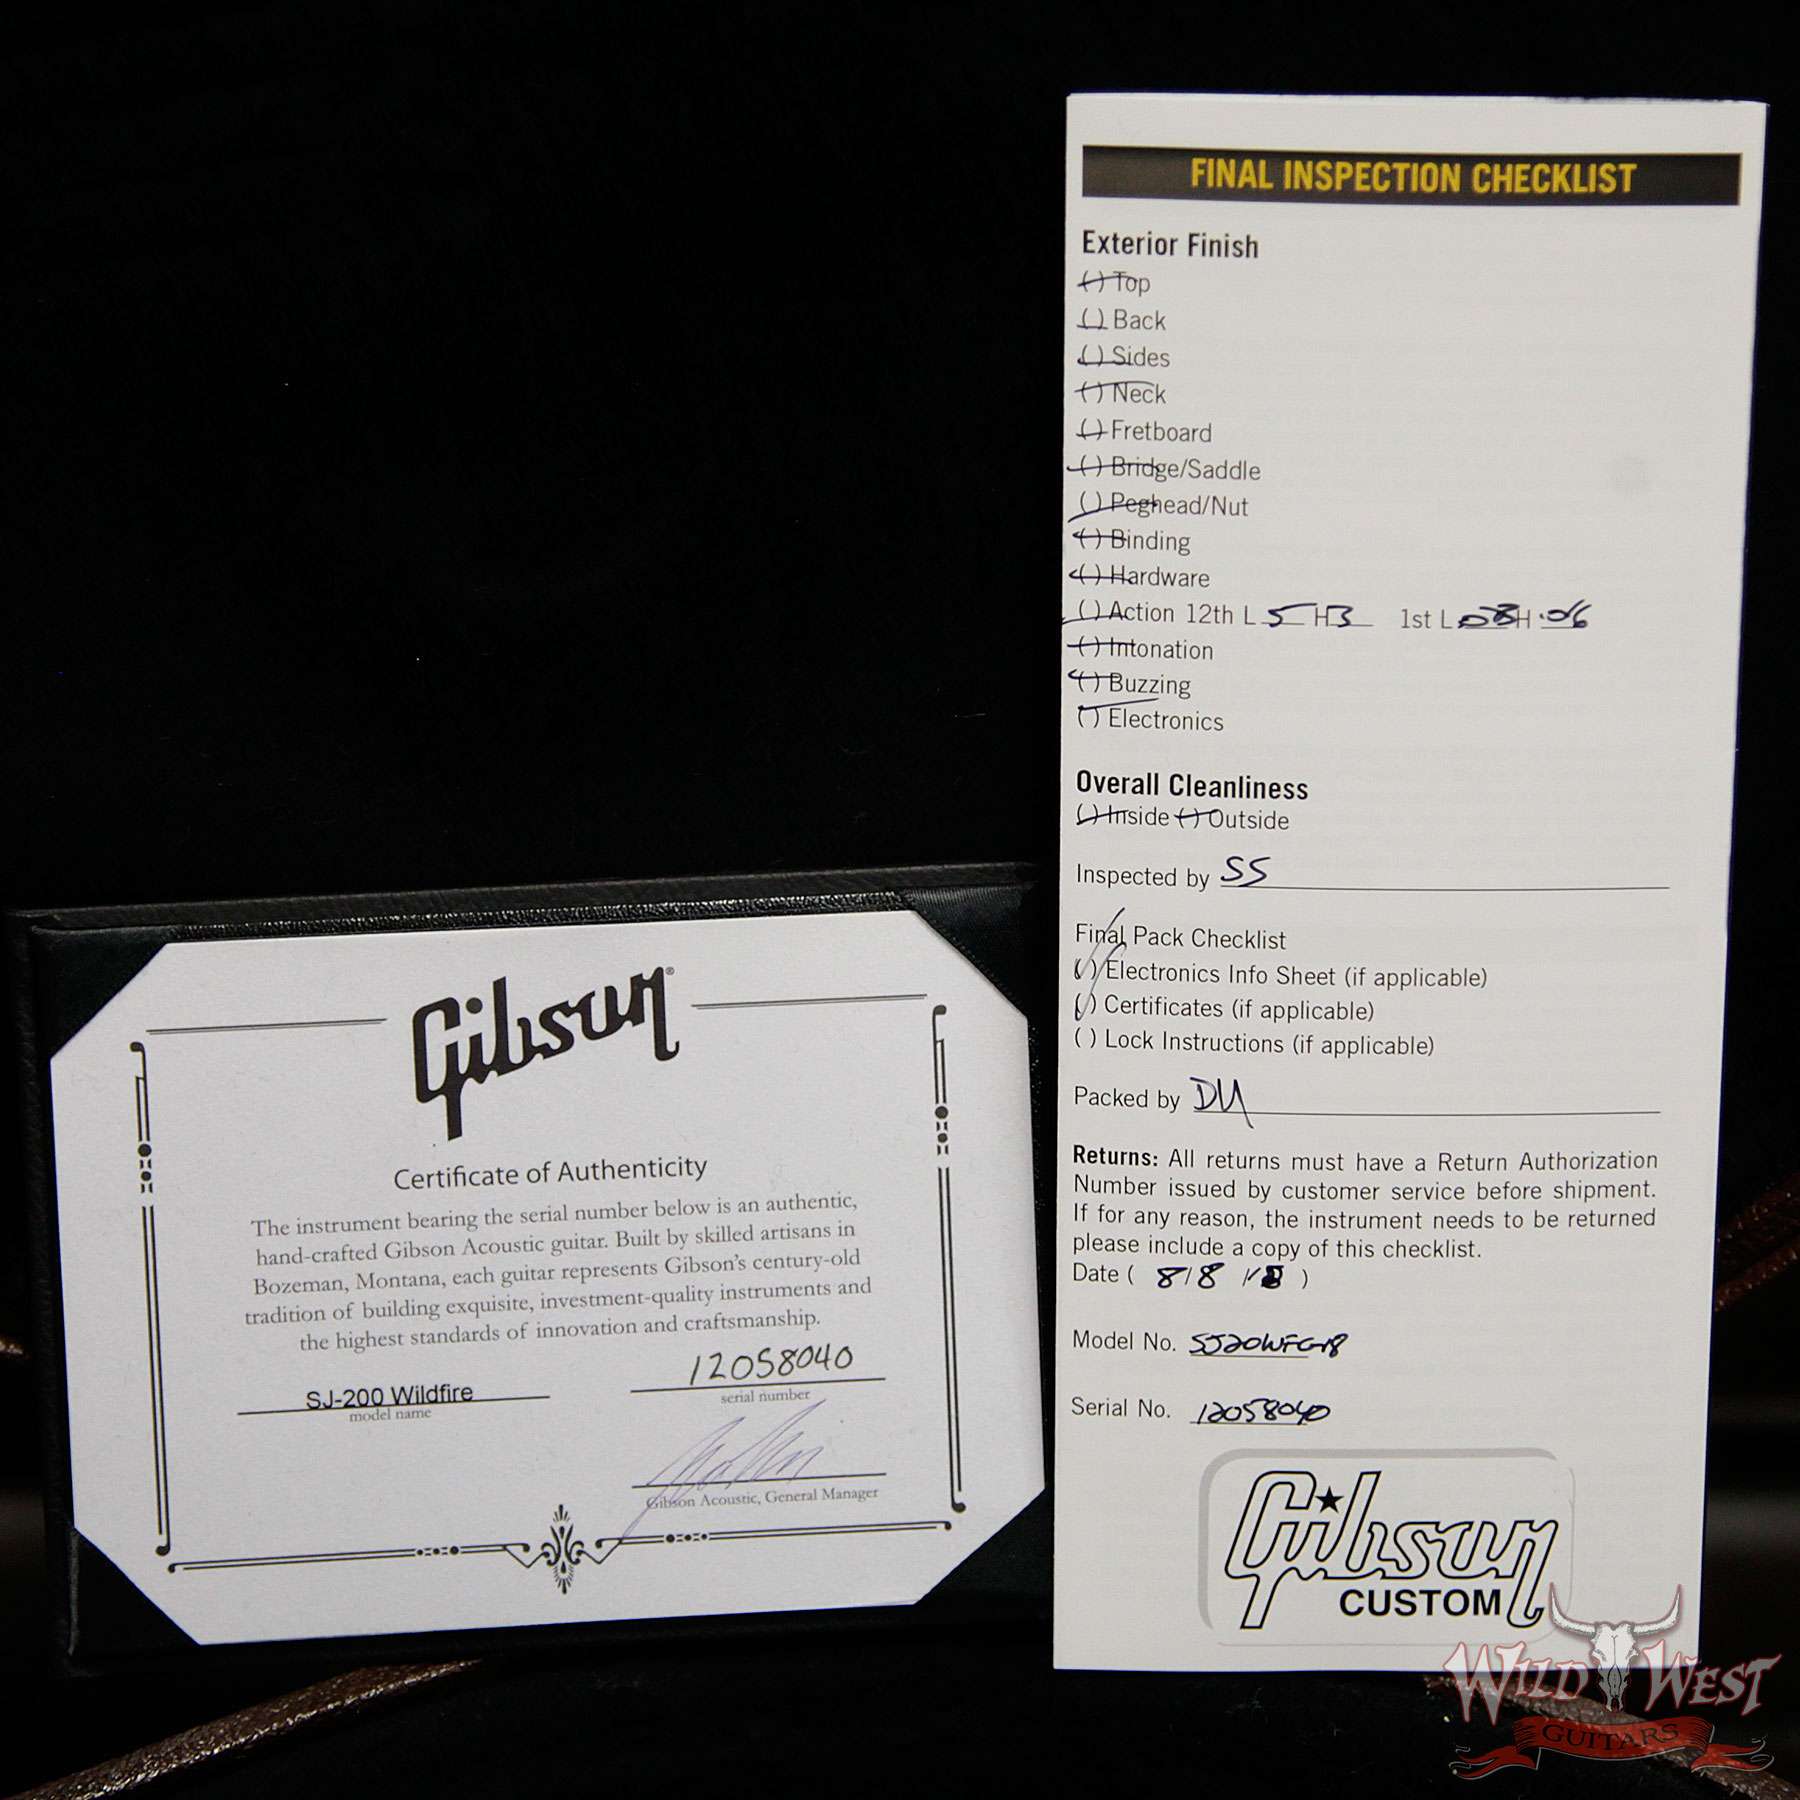 Gibson®
Certificate of Authenticity
The instrument bearing the serial number below is an authentic,
hand-crafted Gibson Acoustic guitar. Built by skilled artisans in
Bozeman, Montana, each guitar represents Gibson's century-old
tradition of building exquisite, investment-quality instruments and
the highest standards of innovation and craftsmanship.
SJ-200 Wildfire
model name
12058040
serial number
Gibson Acoustic, General Manager
FINAL INSPECTION CHECKLIST
Exterior Finish
( ) Top
( ) Back
( ) Sides
( ) Neck
( ) Fretboard
( ) Bridge/Saddle
( ) Peghead/Nut
( ) Binding
( ) Hardware
( ) Action 12th L 5 H 3 1st L H .06
( ) Intonation
( ) Buzzing
( ) Electronics
Overall Cleanliness
( ) Inside ( ) Outside
Inspected by SS
Final Pack Checklist
( ) Electronics Info Sheet (if applicable)
( ) Certificates (if applicable)
( ) Lock Instructions (if applicable)
Packed by DM
Returns: All returns must have a Return Authorization
Number issued by customer service before shipment.
If for any reason, the instrument needs to be returned
please include a copy of this checklist.
Date ( 8/8/18 )
Model No. SJ20WFG18
Serial No. 12058040
Gibson
CUSTOM
WILD WEST
GUITARS